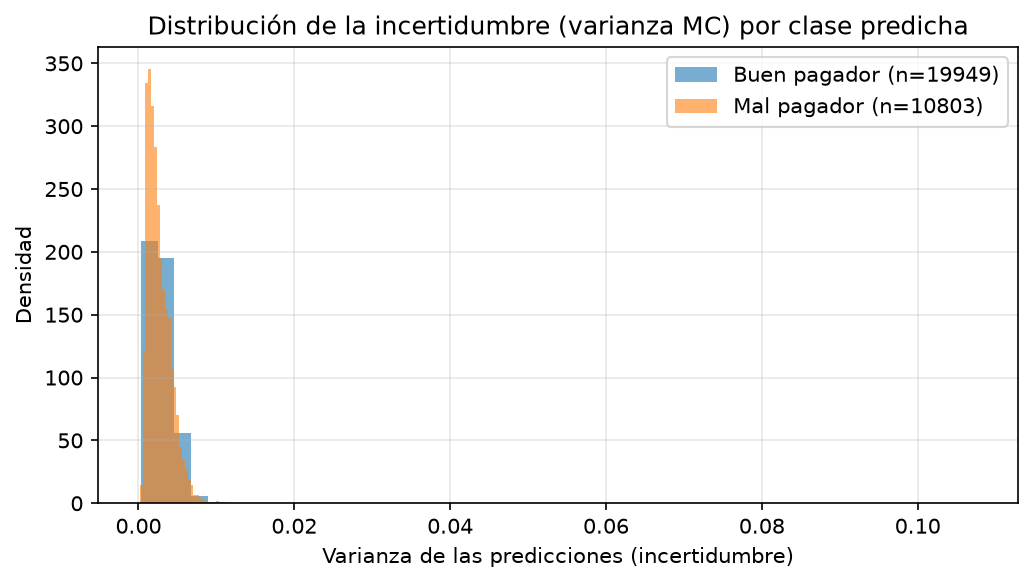 Distribución de la incertidumbre (varianza MC) por clase predicha
Buen pagador (n=19949)
Mal pagador (n=10803)
Densidad
350
300
250
200
150
100
50
0
0.00 0.02 0.04 0.06 0.08 0.10
Varianza de las predicciones (incertidumbre)